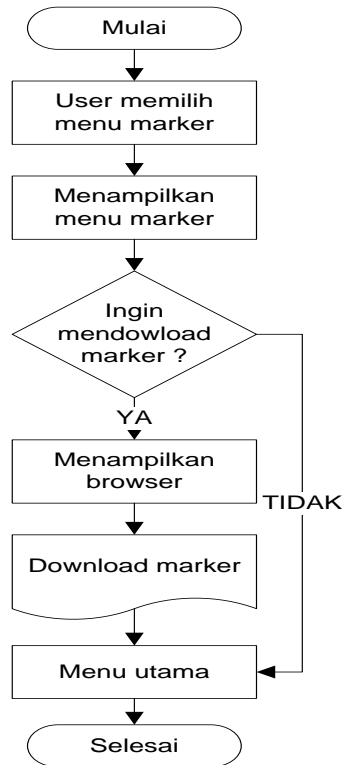 Mulai
User memilih
menu marker
Menampilkan
menu marker
Ingin
mendowload
marker ?
YA
Menampilkan
browser
TIDAK
Download marker
Menu utama
Selesai